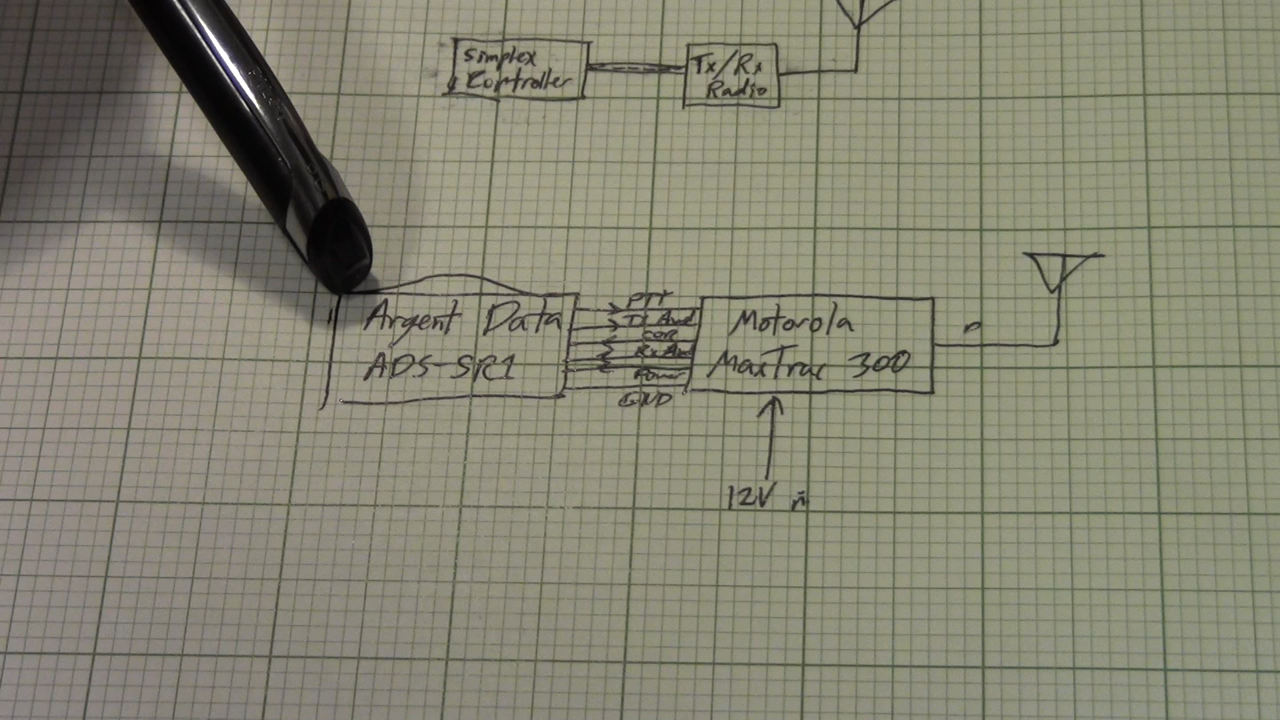 Simplex
Controller
Tx/Rx
Radio
Argent Data
ADS-SR1
PTT
TX Aud
COR
Rx Aud
Power
GND
Motorola
MaxTrac 300
12V in